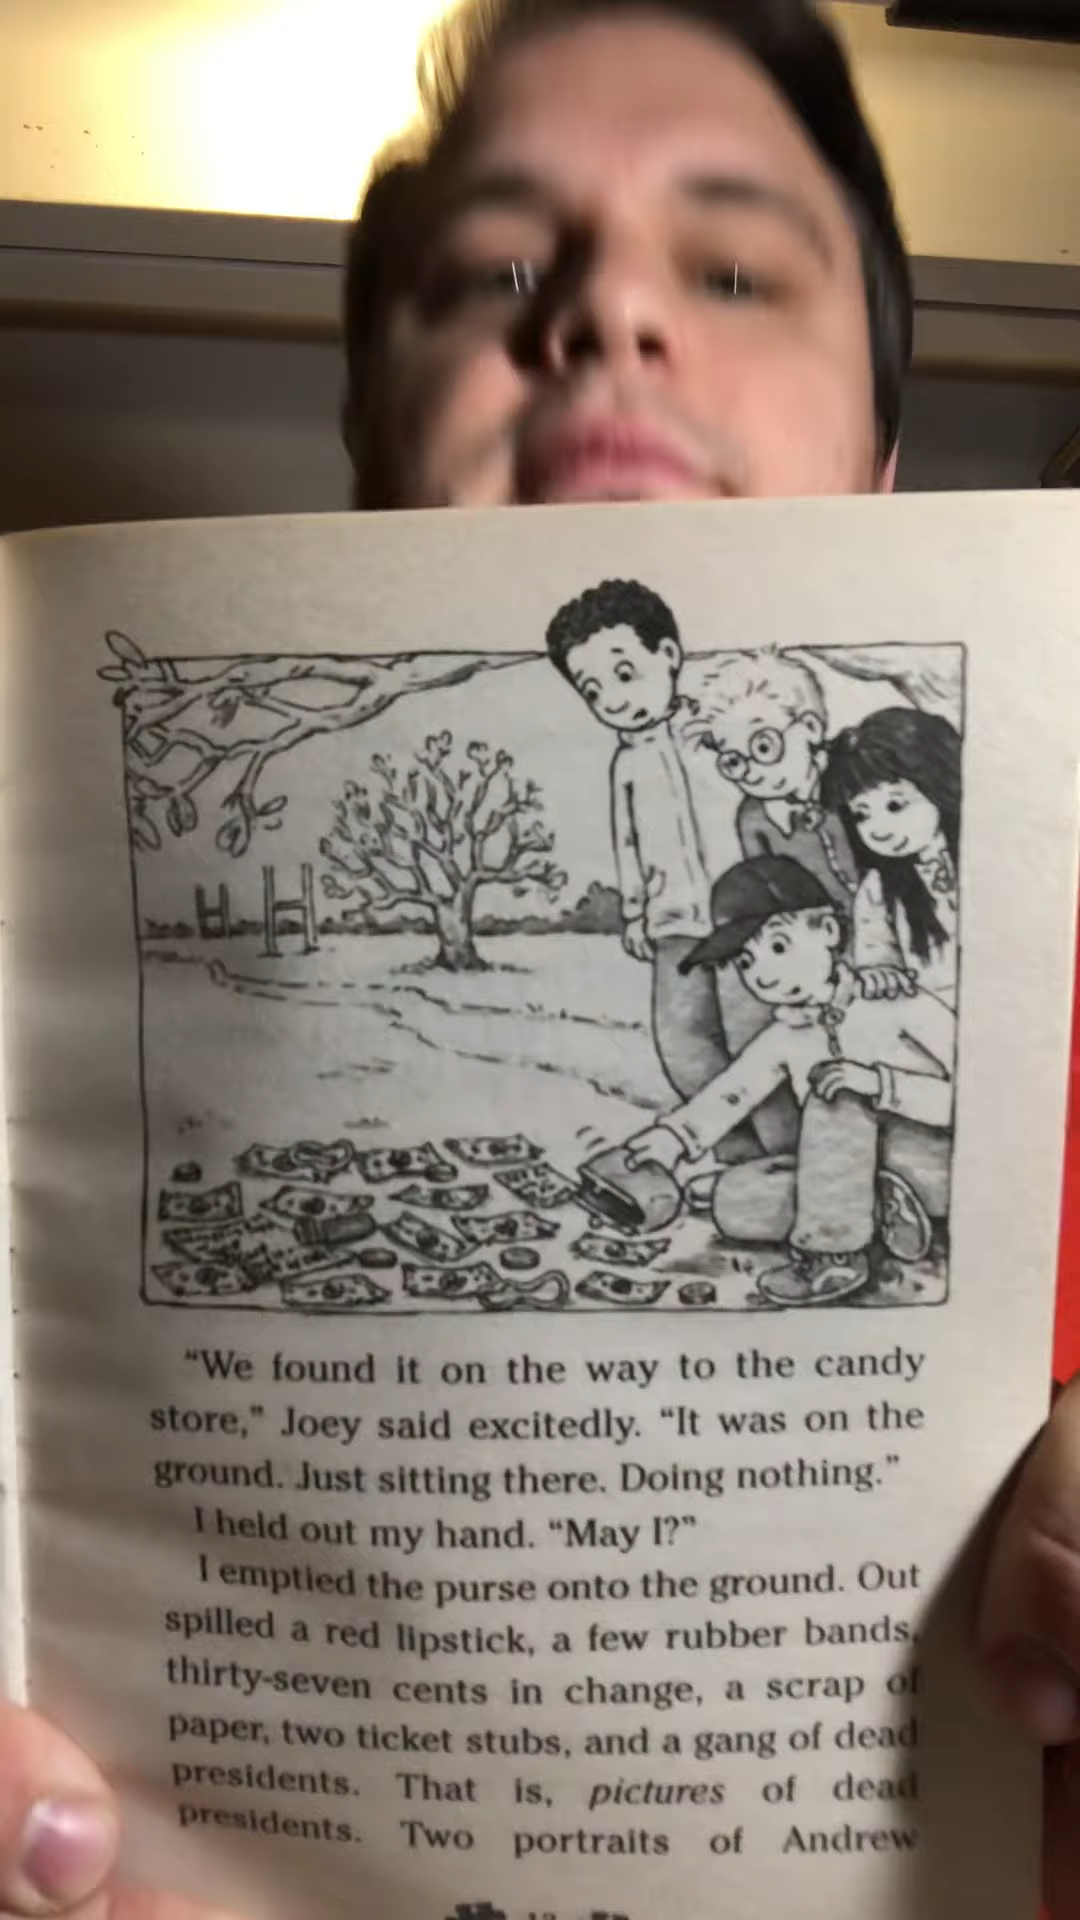 “We found it on the way to the candy
store,” Joey said excitedly. “It was on the
ground. Just sitting there. Doing nothing.”
I held out my hand. “May I?”
I emptied the purse onto the ground. Out
spilled a red lipstick, a few rubber bands,
thirty-seven cents in change, a scrap of
paper, two ticket stubs, and a gang of dead
presidents. That is, pictures of dead
presidents. Two portraits of Andrew